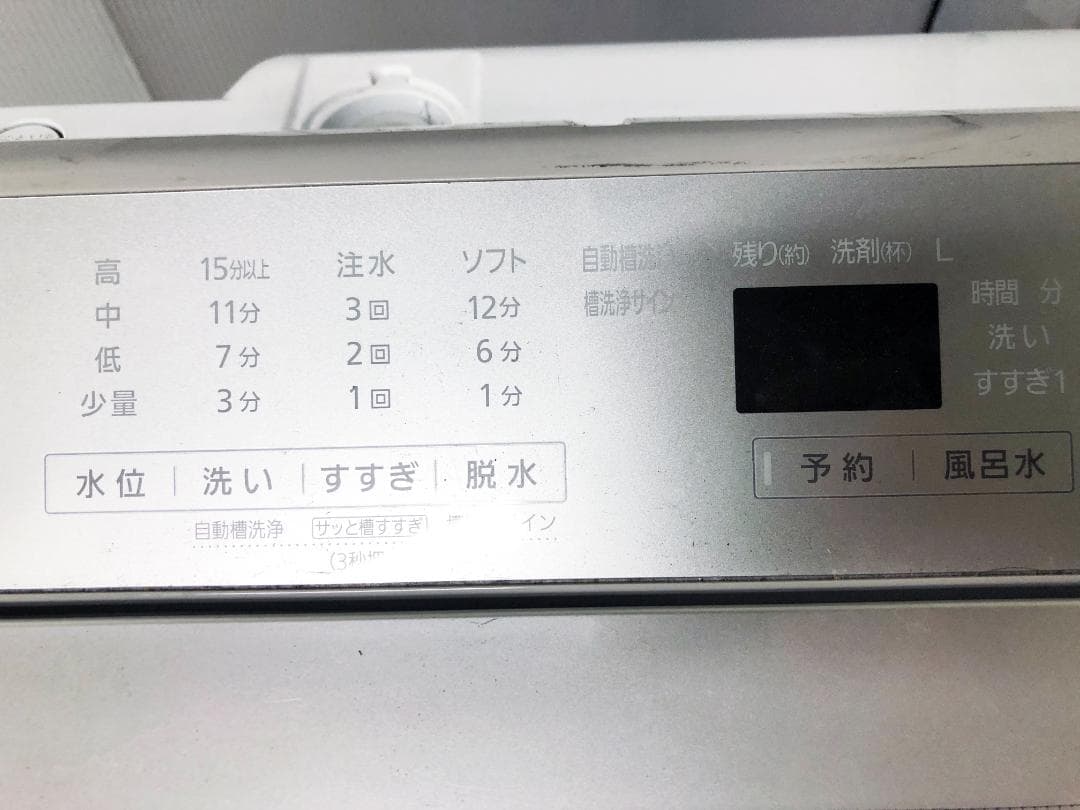 高 15分以上 注水 ソフト 自動槽洗 残り(約) 洗剤(杯) L
中 11分 3回 12分 槽洗浄サイン 時間 分
低 7分 2回 6分 洗い
少量 3分 1回 1分 すすぎ1
水位 洗い すすぎ 脱水 予約 風呂水
自動槽洗浄 サッと槽すすぎ イン
(3秒